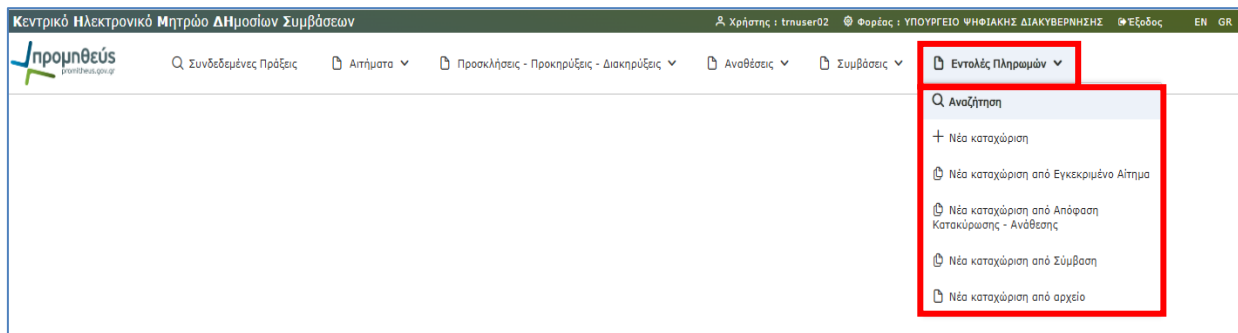 Κεντρικό Ηλεκτρονικό Μητρώο ΔΗμοσίων Συμβάσεων
Χρήστης : trnuser02 Φορέας : ΥΠΟΥΡΓΕΙΟ ΨΗΦΙΑΚΗΣ ΔΙΑΚΥΒΕΡΝΗΣΗΣ Έξοδος EN GR
προμηθεύς
promitheus.gov.gr
Συνδεδεμένες Πράξεις Αιτήματα Προσκλήσεις - Προκηρύξεις - Διακηρύξεις Αναθέσεις Συμβάσεις Εντολές Πληρωμών
Αναζήτηση
Νέα καταχώριση
Νέα καταχώριση από Εγκεκριμένο Αίτημα
Νέα καταχώριση από Απόφαση
Κατακύρωσης - Ανάθεσης
Νέα καταχώριση από Σύμβαση
Νέα καταχώριση από αρχείο